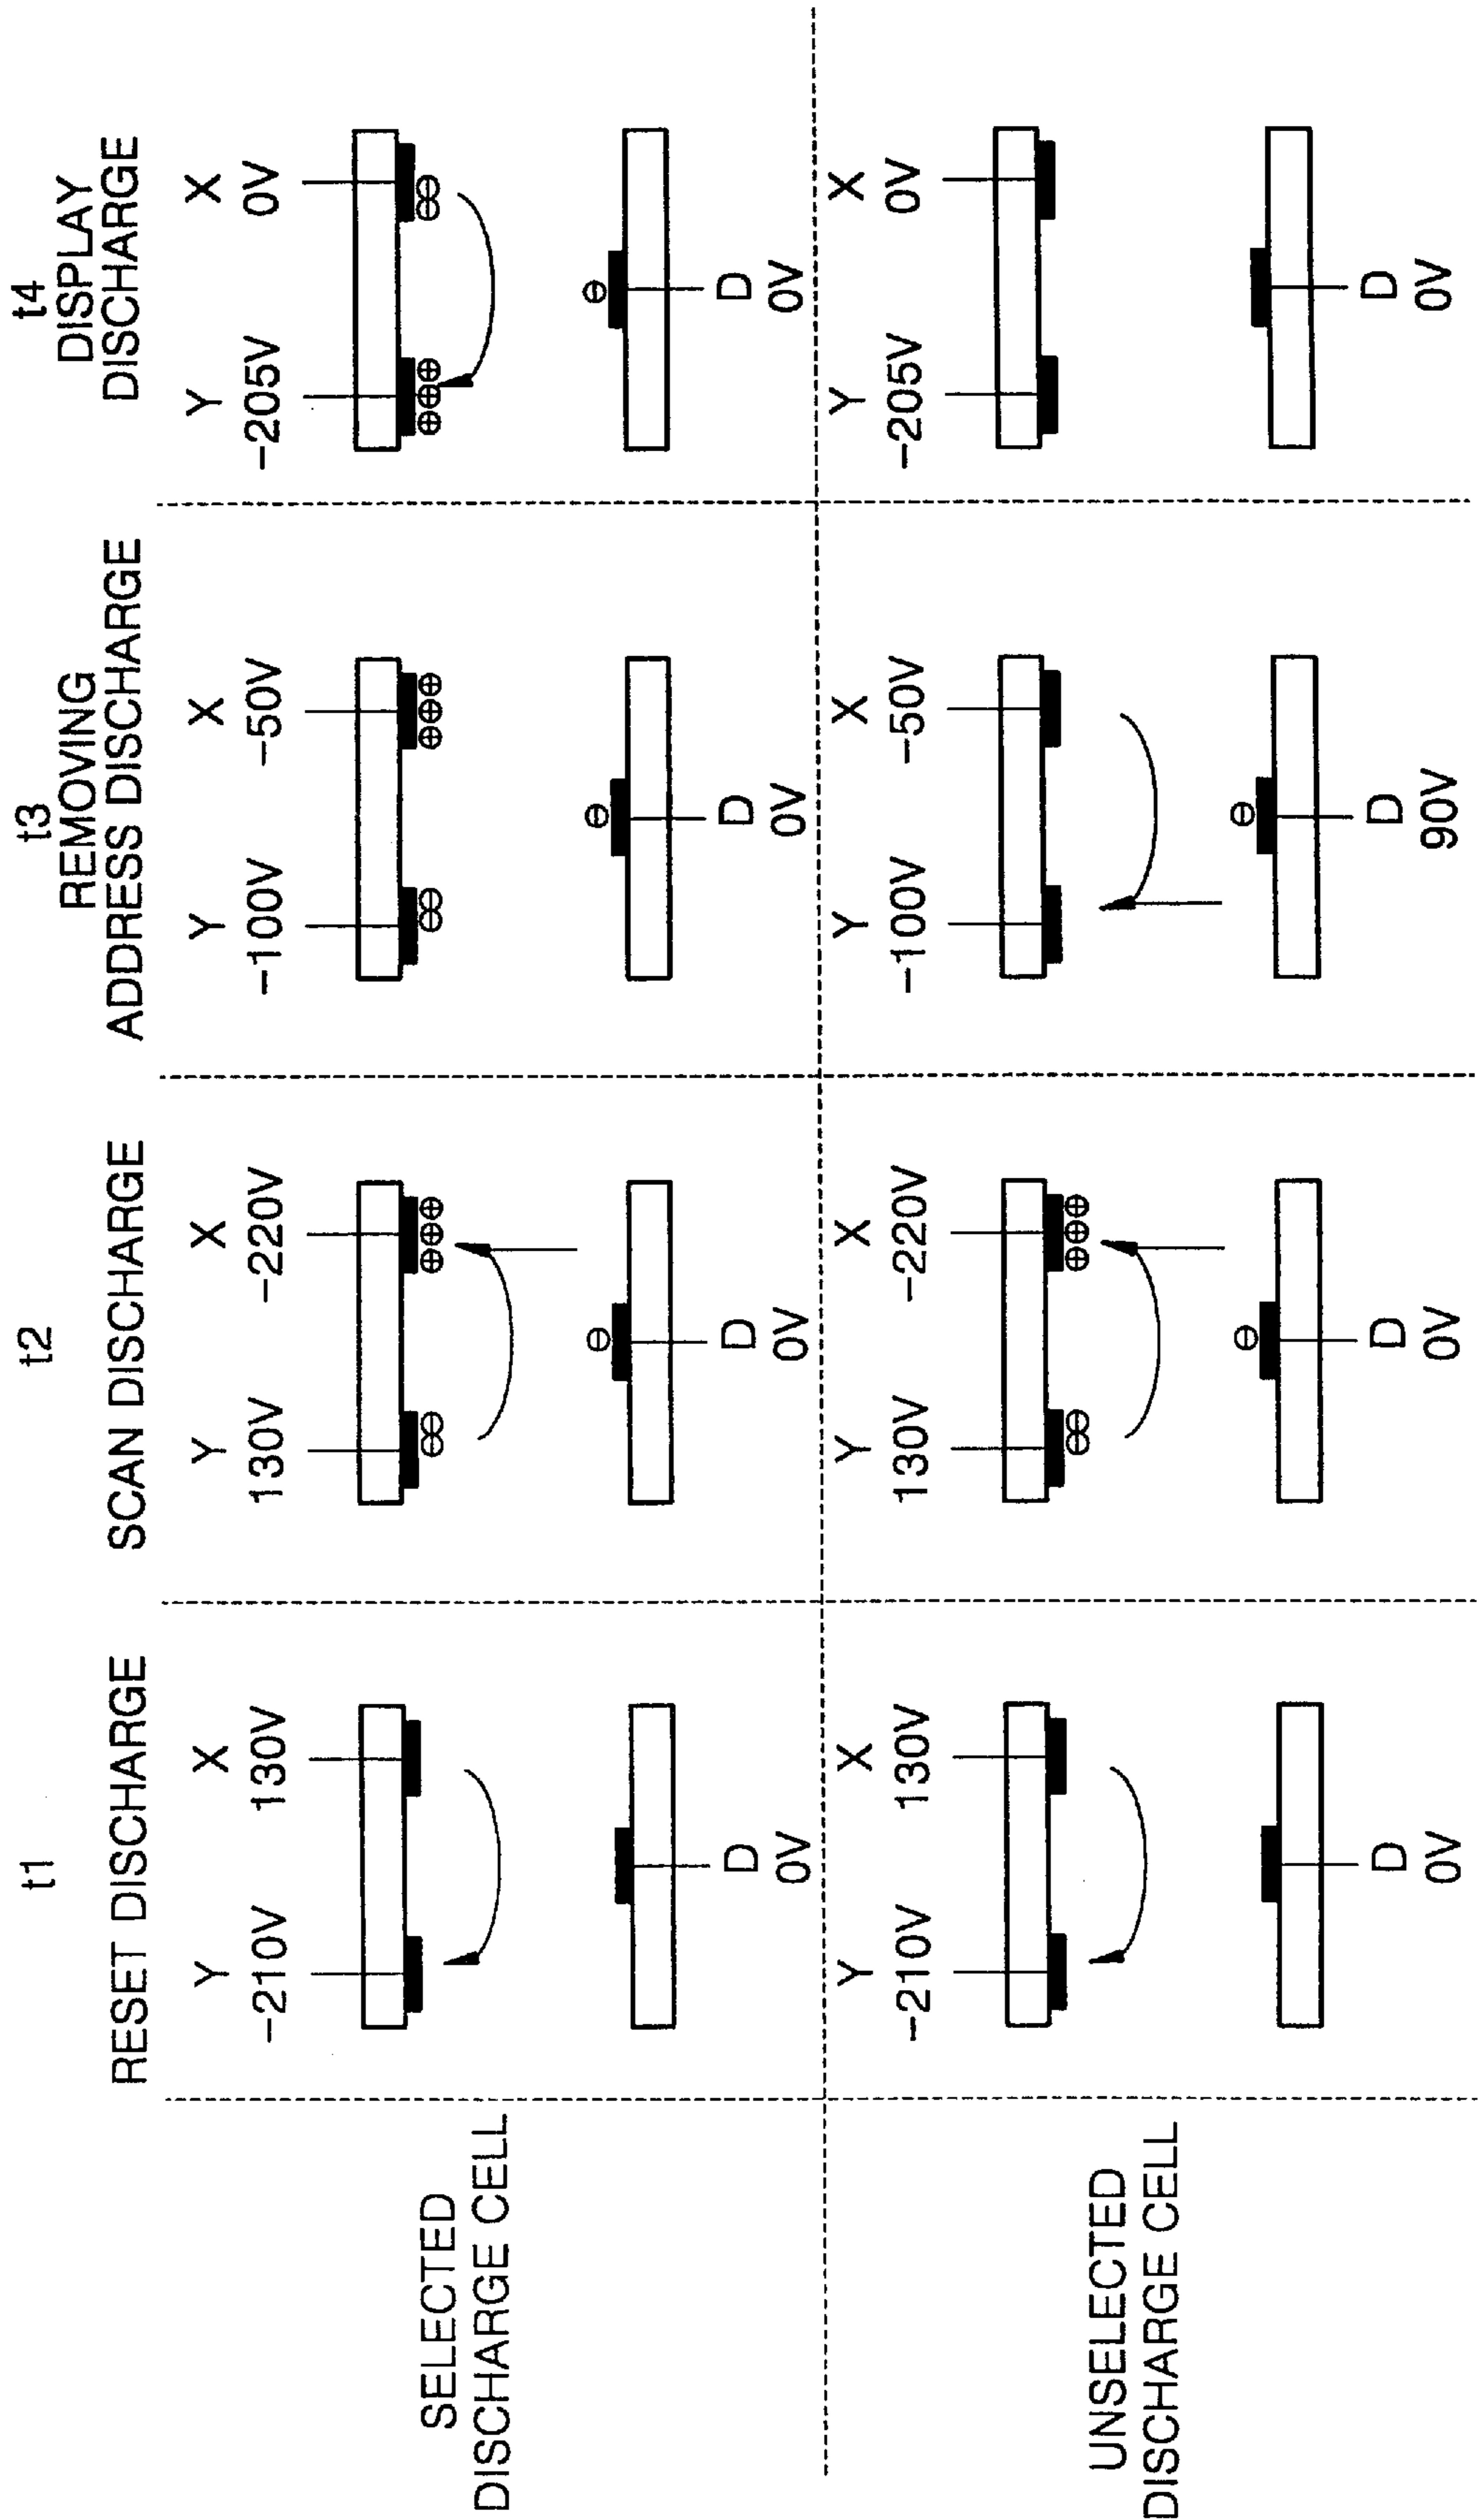 t1
RESET DISCHARGE
t2
SCAN DISCHARGE
t3
REMOVING
ADDRESS DISCHARGE
t4
DISPLAY
DISCHARGE
SELECTED
DISCHARGE CELL
Y X
-210V 130V
D
0V
Y X
130V -220V
D
0V
Y X
-100V -50V
D
0V
Y X
-205V 0V
D
0V
UNSELECTED
DISCHARGE CELL
Y X
-210V 130V
D
0V
Y X
130V -220V
D
0V
Y X
-100V -50V
D
90V
Y X
-205V 0V
D
0V